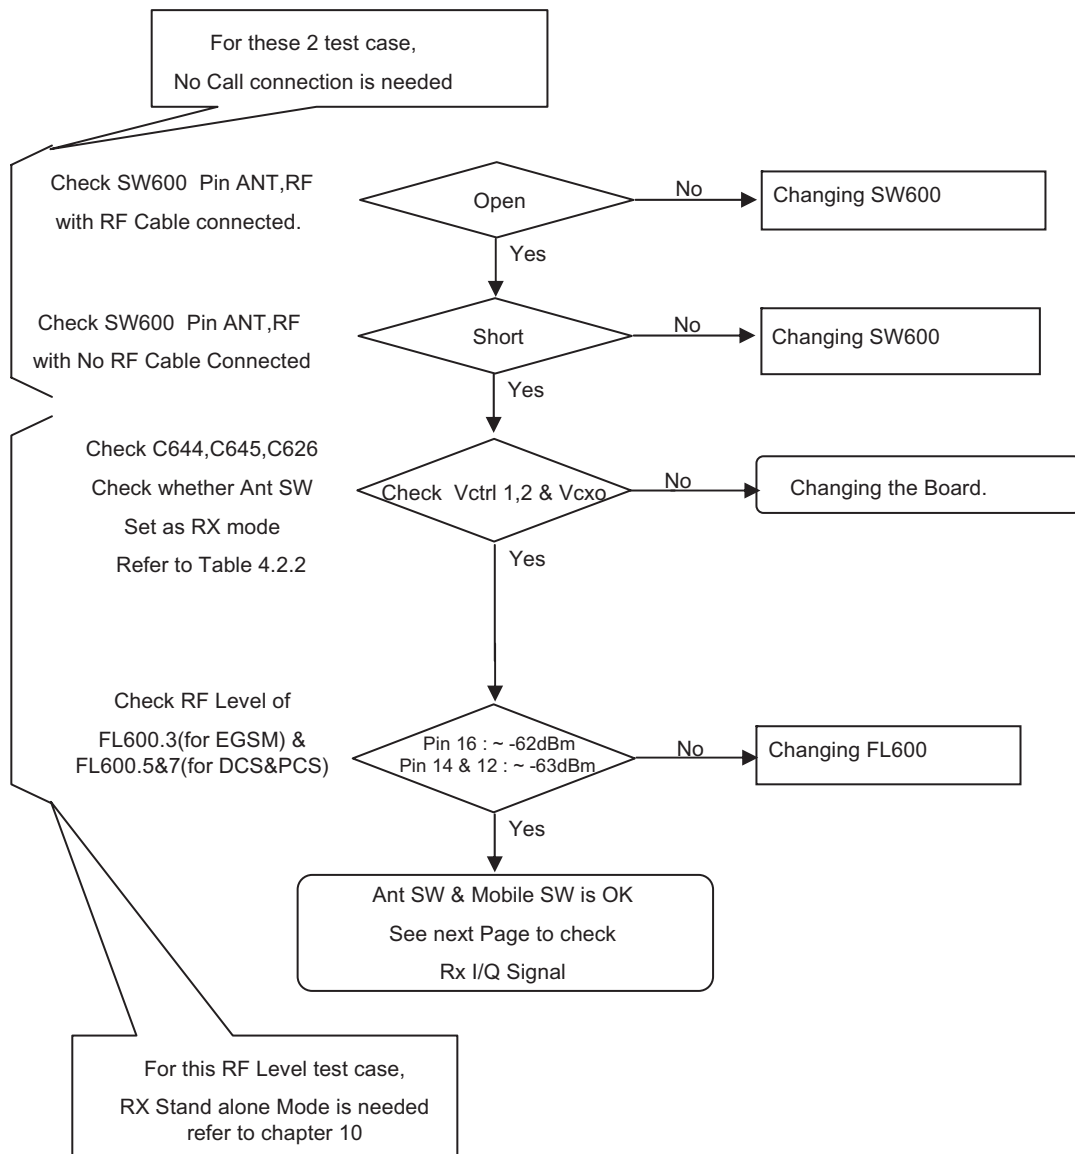 For these 2 test case,
No Call connection is needed
Check SW600 Pin ANT,RF
with RF Cable connected.
Open
No
Changing SW600
Yes
Check SW600 Pin ANT,RF
with No RF Cable Connected
Short
No
Changing SW600
Yes
Check C644,C645,C626
Check whether Ant SW
Set as RX mode
Refer to Table 4.2.2
Check Vctrl 1,2 & Vcxo
No
Changing the Board.
Yes
Check RF Level of
FL600.3(for EGSM) &
FL600.5&7(for DCS&PCS)
Pin 16 : ~ -62dBm
Pin 14 & 12 : ~ -63dBm
No
Changing FL600
Yes
Ant SW & Mobile SW is OK
See next Page to check
Rx I/Q Signal
For this RF Level test case,
RX Stand alone Mode is needed
refer to chapter 10